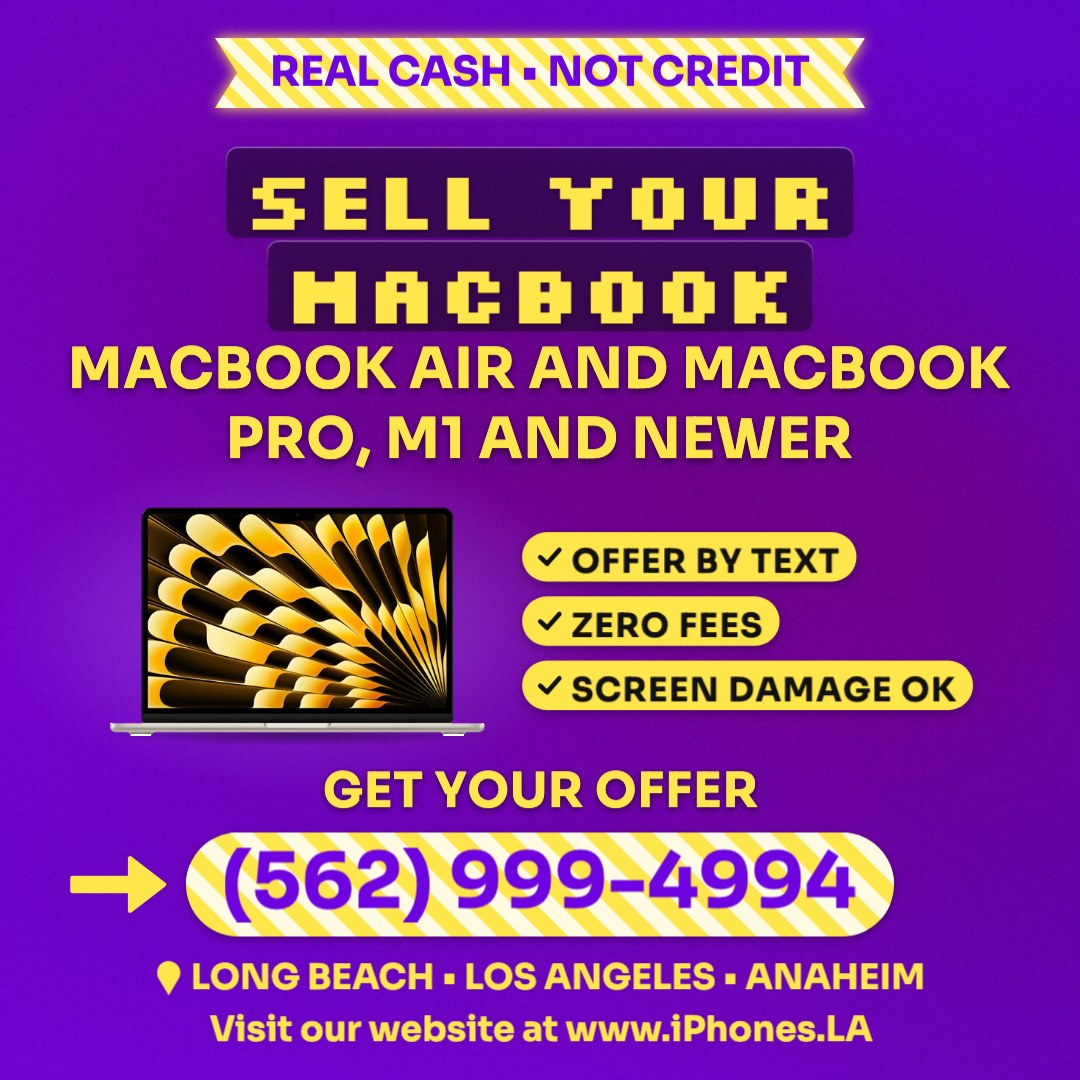 REAL CASH ▪ NOT CREDIT
SELL YOUR
MACBOOK
MACBOOK AIR AND MACBOOK
PRO, M1 AND NEWER
✓ OFFER BY TEXT
✓ ZERO FEES
✓ SCREEN DAMAGE OK
GET YOUR OFFER
(562) 999-4994
LONG BEACH ▪ LOS ANGELES ▪ ANAHEIM
Visit our website at www.iPhones.LA